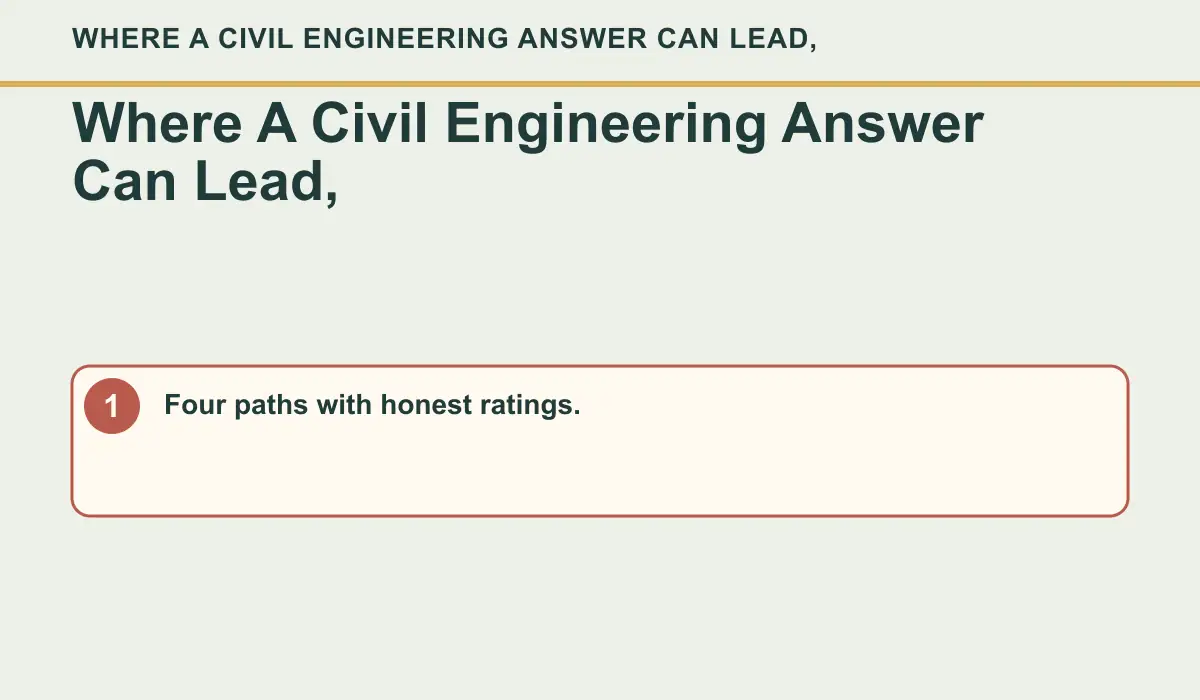 WHERE A CIVIL ENGINEERING ANSWER CAN LEAD,
Where A Civil Engineering Answer
Can Lead,
1 Four paths with honest ratings.